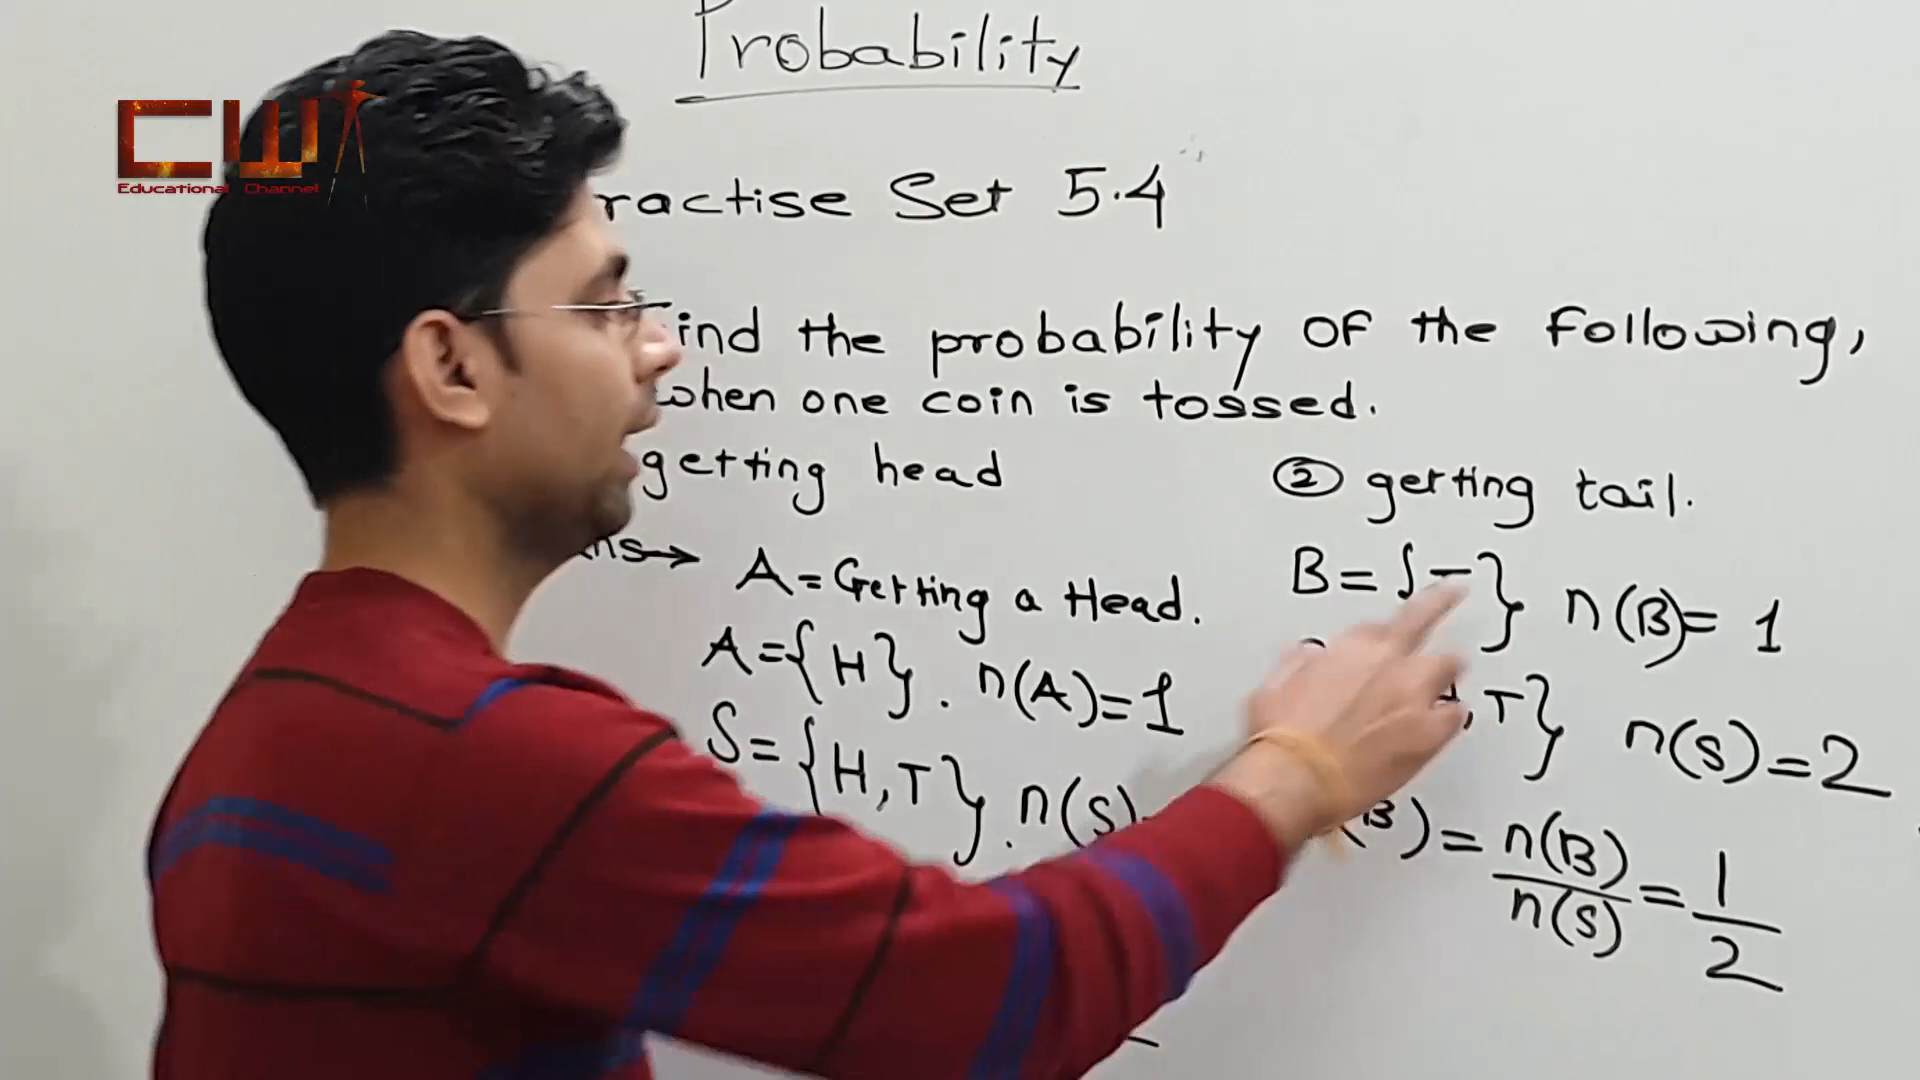 Probability
CW
Educational Channel
ractise Set 5.4
ind the probability of the following,
when one coin is tossed.
getting head
② getting tail.
Ans→ A = Getting a Head.
A = {H}. n(A) = 1
S = {H, T}. n(S)
B = {T} n(B) = 1
, T} n(S) = 2
(B) = n(B)/n(S) = 1/2